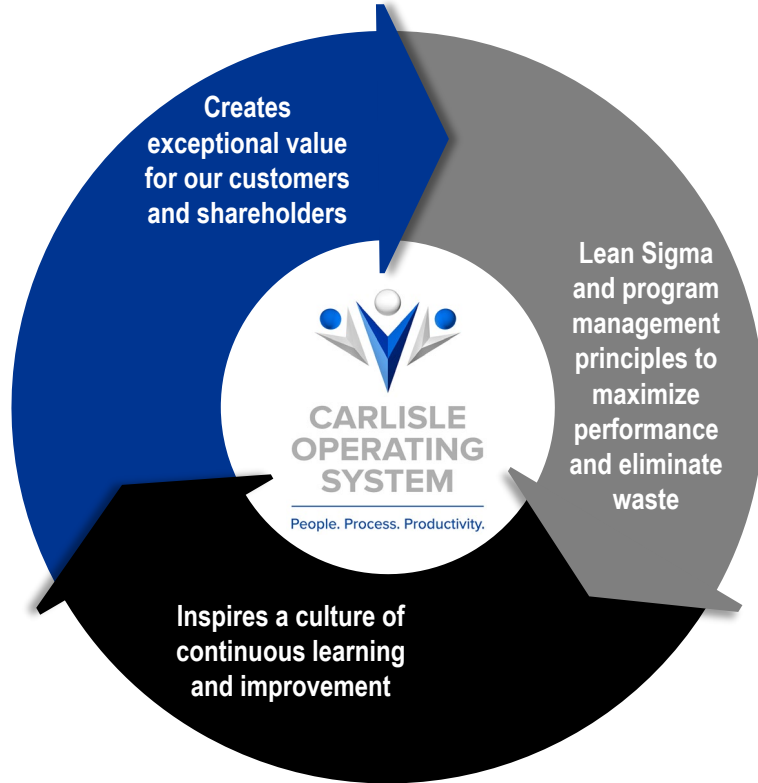 Creates
exceptional value
for our customers
and shareholders
Lean Sigma
and program
management
principles to
maximize
performance
and eliminate
waste
CARLISLE
OPERATING
SYSTEM
People. Process. Productivity.
Inspires a culture of
continuous learning
and improvement